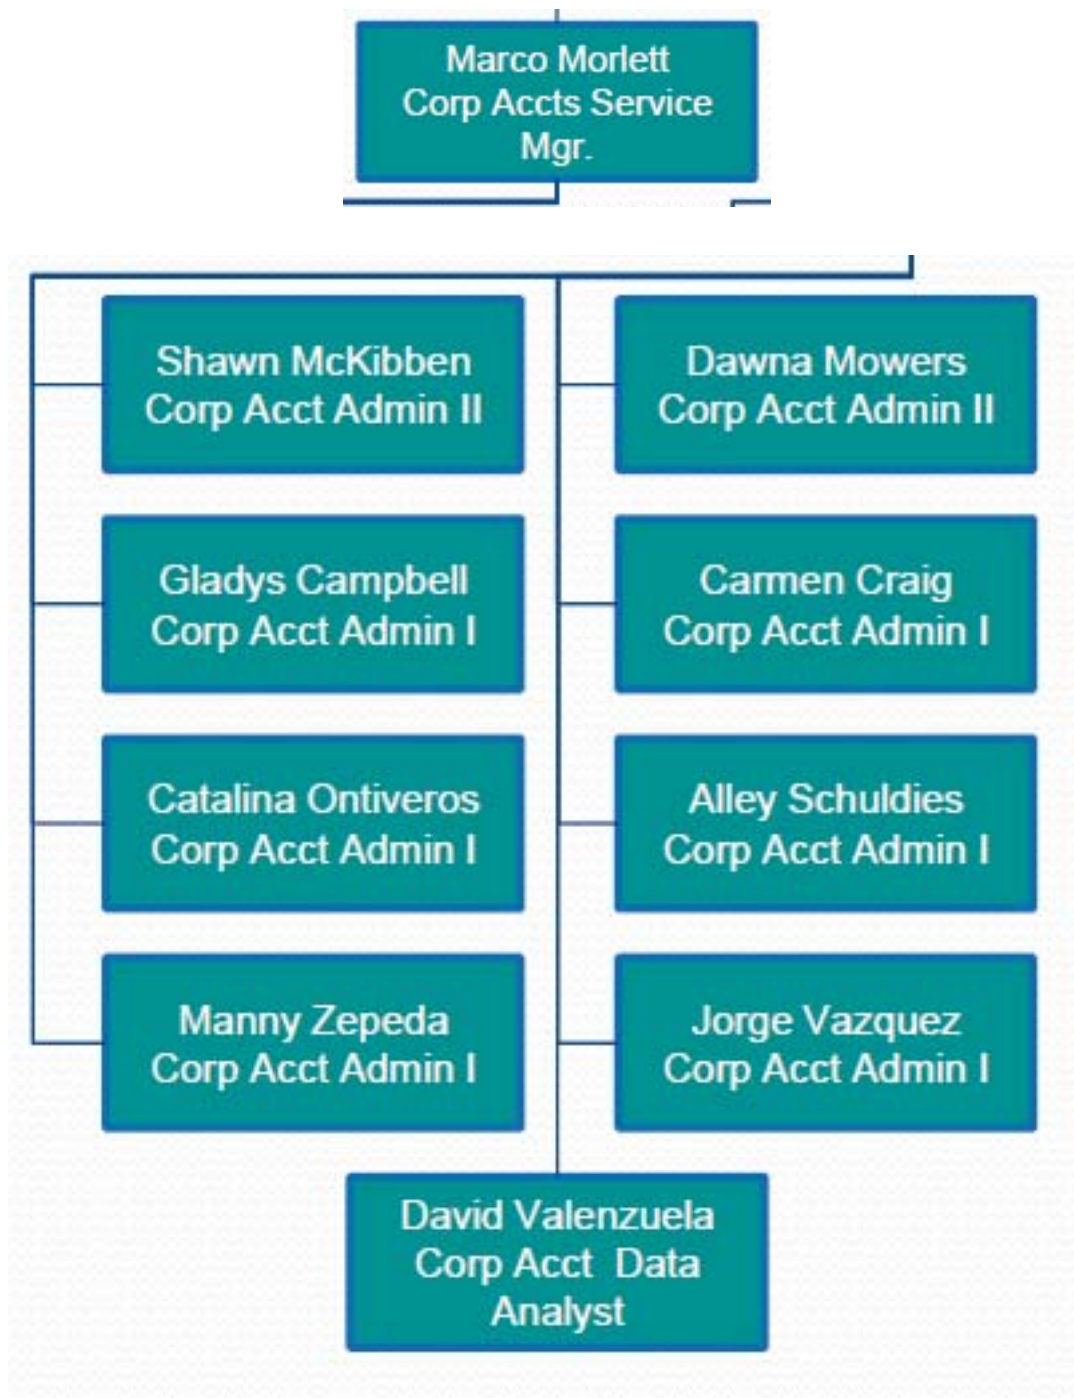 Marco Morlett
Corp Accts Service
Mgr.
Shawn McKibben
Corp Acct Admin II
Dawna Mowers
Corp Acct Admin II
Gladys Campbell
Corp Acct Admin I
Carmen Craig
Corp Acct Admin I
Catalina Ontiveros
Corp Acct Admin I
Alley Schuldies
Corp Acct Admin I
Manny Zepeda
Corp Acct Admin I
Jorge Vazquez
Corp Acct Admin I
David Valenzuela
Corp Acct Data
Analyst